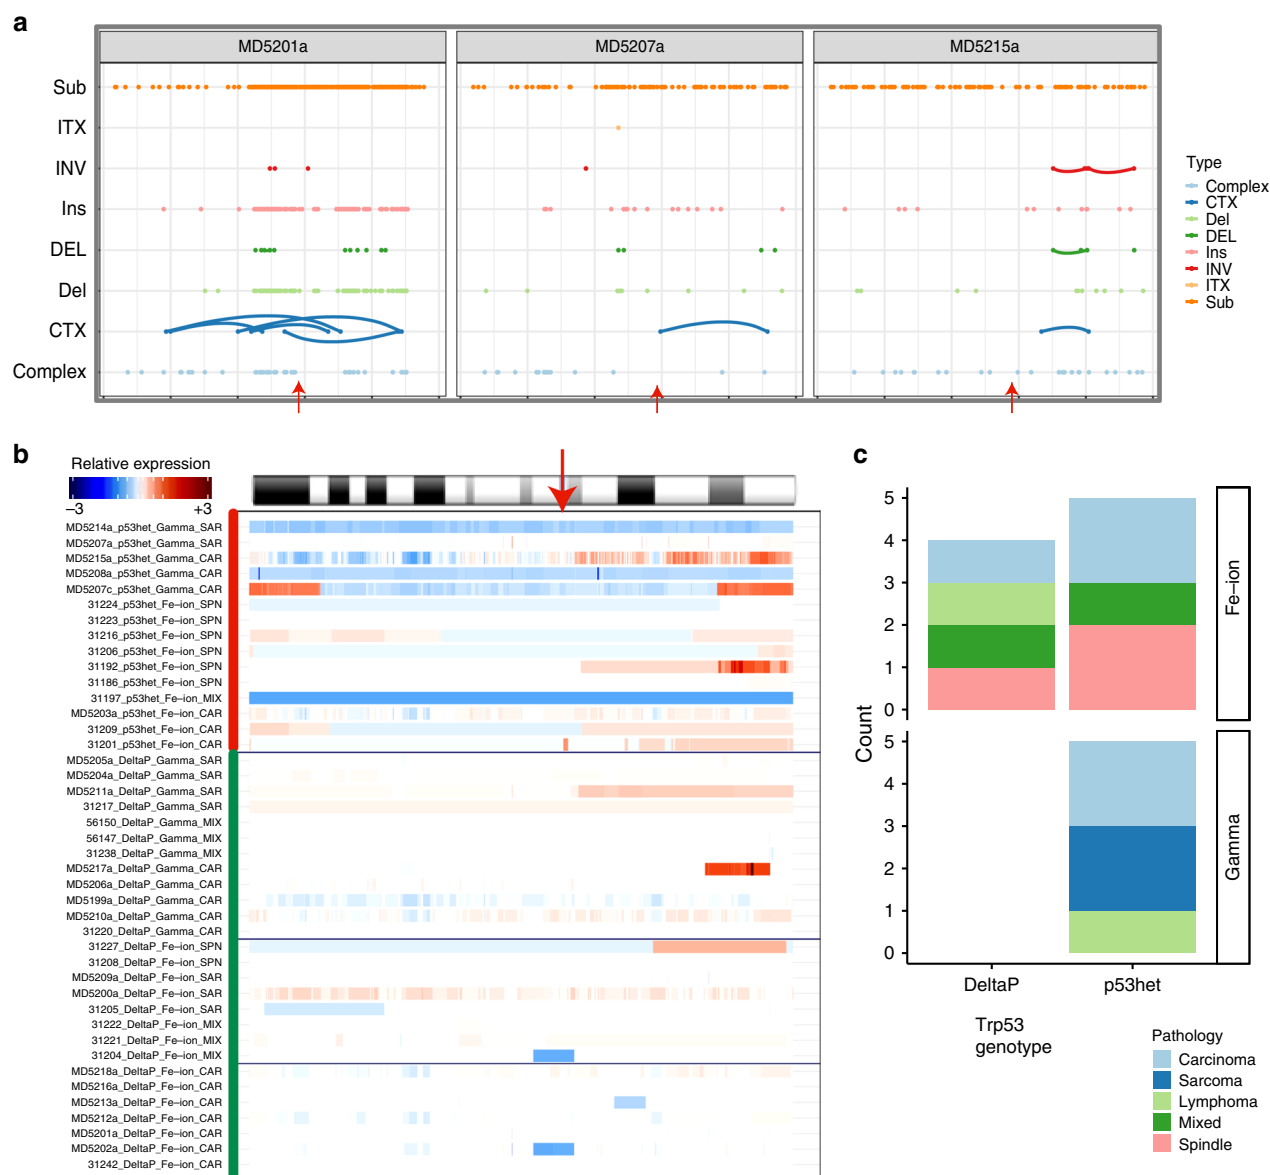 a
MD5201a
MD5207a
MD5215a
Sub
ITX
INV
Ins
DEL
Del
CTX
Complex
Type
Complex
CTX
Del
DEL
Ins
INV
ITX
Sub
b
Relative expression
−3
+3
MD5214a_p53het_Gamma_SAR
MD5207a_p53het_Gamma_SAR
MD5215a_p53het_Gamma_CAR
MD5208a_p53het_Gamma_CAR
MD5207c_p53het_Gamma_CAR
31224_p53het_Fe−ion_SPN
31223_p53het_Fe−ion_SPN
31216_p53het_Fe−ion_SPN
31206_p53het_Fe−ion_SPN
31192_p53het_Fe−ion_SPN
31186_p53het_Fe−ion_SPN
31197_p53het_Fe−ion_MIX
MD5203a_p53het_Fe−ion_CAR
31209_p53het_Fe−ion_CAR
31201_p53het_Fe−ion_CAR
MD5205a_DeltaP_Gamma_SAR
MD5204a_DeltaP_Gamma_SAR
MD5211a_DeltaP_Gamma_SAR
31217_DeltaP_Gamma_SAR
56150_DeltaP_Gamma_MIX
56147_DeltaP_Gamma_MIX
31238_DeltaP_Gamma_MIX
MD5217a_DeltaP_Gamma_CAR
MD5206a_DeltaP_Gamma_CAR
MD5199a_DeltaP_Gamma_CAR
MD5210a_DeltaP_Gamma_CAR
31220_DeltaP_Gamma_CAR
31227_DeltaP_Fe−ion_SPN
31208_DeltaP_Fe−ion_SPN
MD5209a_DeltaP_Fe−ion_SAR
MD5200a_DeltaP_Fe−ion_SAR
31205_DeltaP_Fe−ion_SAR
31222_DeltaP_Fe−ion_MIX
31221_DeltaP_Fe−ion_MIX
31204_DeltaP_Fe−ion_MIX
MD5218a_DeltaP_Fe−ion_CAR
MD5216a_DeltaP_Fe−ion_CAR
MD5213a_DeltaP_Fe−ion_CAR
MD5212a_DeltaP_Fe−ion_CAR
MD5201a_DeltaP_Fe−ion_CAR
MD5202a_DeltaP_Fe−ion_CAR
31242_DeltaP_Fe−ion_CAR
c
Count
5
4
3
2
1
0
Fe−ion
5
4
3
2
1
0
Gamma
DeltaP
p53het
Trp53
genotype
Pathology
Carcinoma
Sarcoma
Lymphoma
Mixed
Spindle